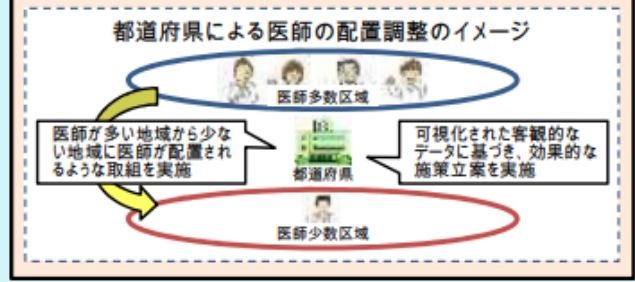 都道府県による医師の配置調整のイメージ
医師多数区域
医師が多い地域から少な
い地域に医師が配置され
るような取組を実施
都道府県
可視化された客観的な
データに基づき、効果的な
施策立案を実施
医師少数区域